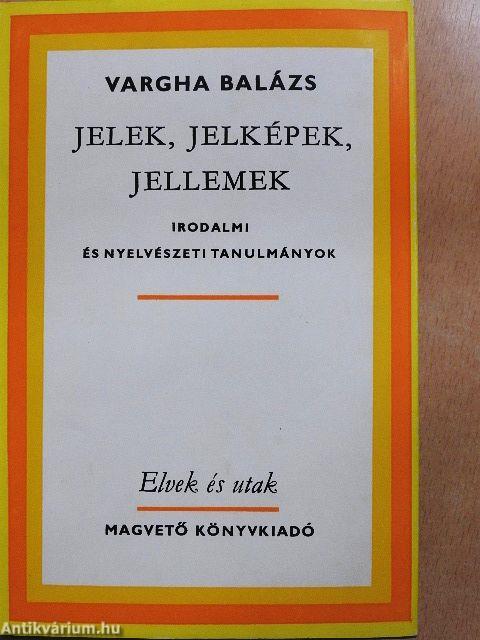 VARGHA BALÁZS
JELEK, JELKÉPEK,
JELLEMEK
IRODALMI
ÉS NYELVÉSZETI TANULMÁNYOK
Elvek és utak
MAGVETŐ KÖNYVKIADÓ
Antikvárium.hu